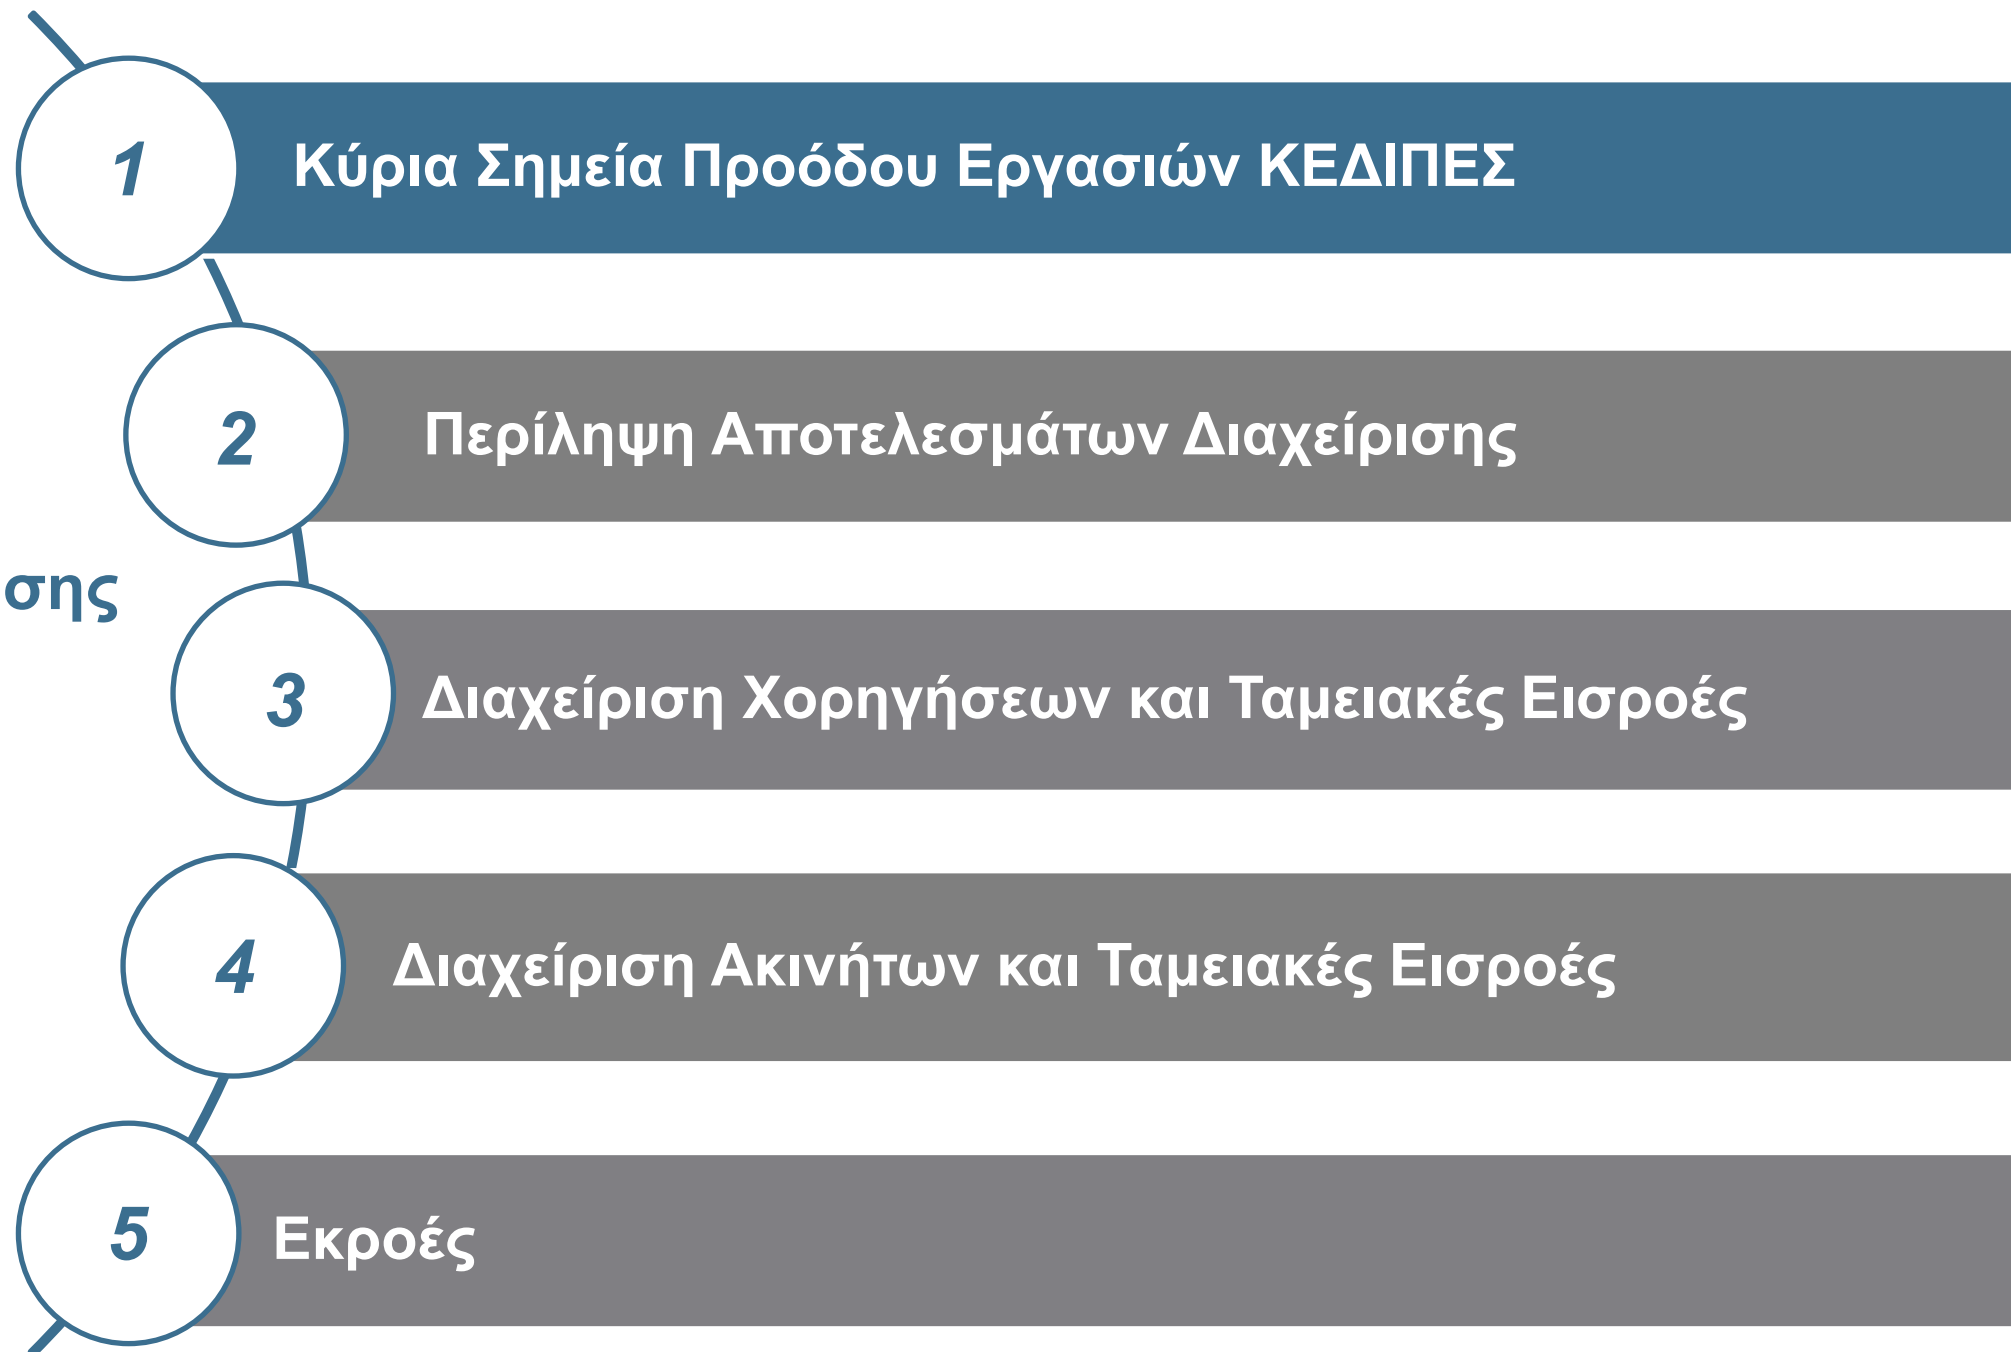 1
Κύρια Σημεία Προόδου Εργασιών ΚΕΔΙΠΕΣ
2
Περίληψη Αποτελεσμάτων Διαχείρισης
σης
3
Διαχείριση Χορηγήσεων και Ταμειακές Εισροές
4
Διαχείριση Ακινήτων και Ταμειακές Εισροές
5
Εκροές